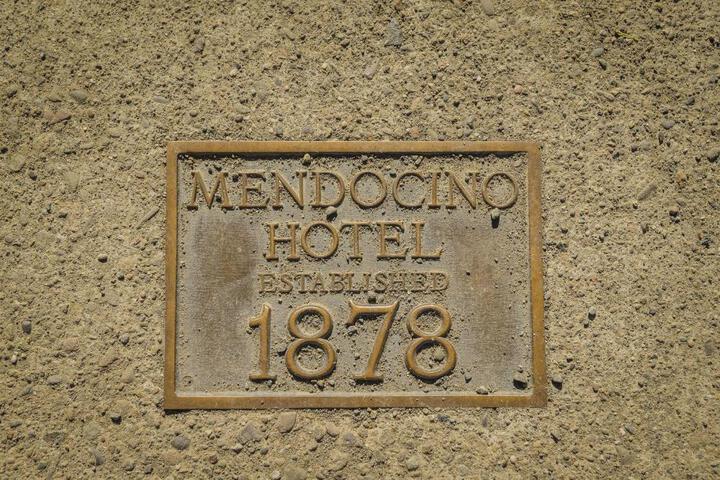 MENDOCINO
HOTEL
ESTABLISHED
1878